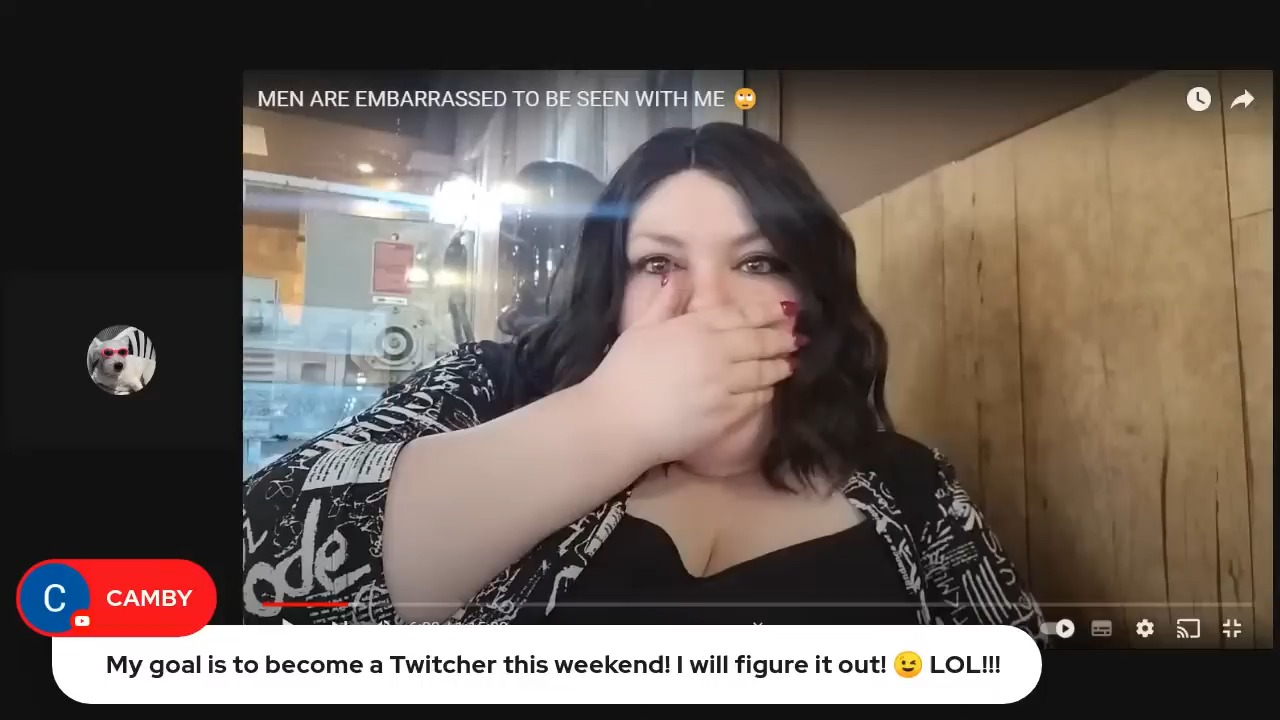 MEN ARE EMBARRASSED TO BE SEEN WITH ME 🙄
ode
C CAMBY
My goal is to become a Twitcher this weekend! I will figure it out! 😉 LOL!!!